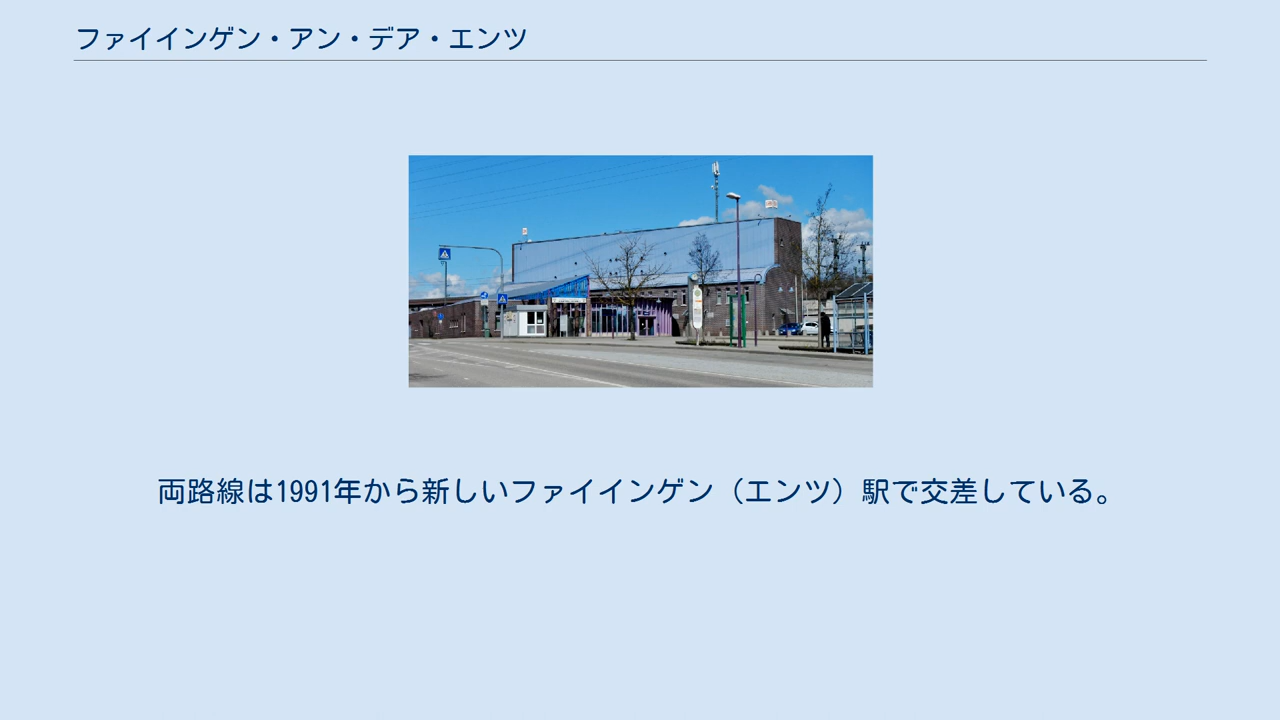 ファイインゲン・アン・デア・エンツ
両路線は1991年から新しいファイインゲン（エンツ）駅で交差している。